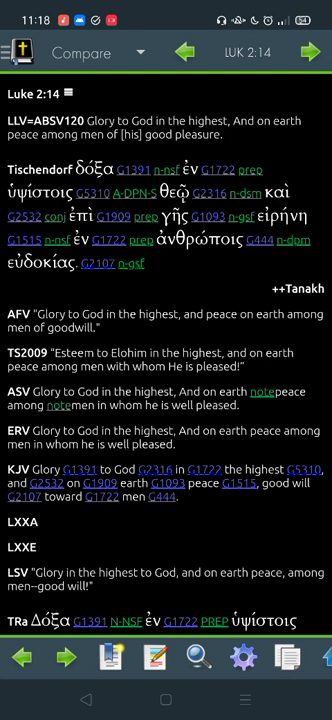 11:18
54
Compare
LUK 2:14
Luke 2:14
LLV=ABSV120 Glory to God in the highest, And on earth
peace among men of [his] good pleasure.
Tischendorf δόξα G1391 n-nsf ἐν G1722 prep
ὑψίστοις G5310 A-DPN-S θεῷ G2316 n-dsm καὶ
G2532 conj ἐπὶ G1909 prep γῆς G1093 n-gsf εἰρήνη
G1515 n-nsf ἐν G1722 prep ἀνθρώποις G444 n-dpm
εὐδοκίας. G2107 n-gsf
++Tanakh
AFV "Glory to God in the highest, and peace on earth among
men of goodwill."
TS2009 "Esteem to Elohim in the highest, and on earth
peace among men with whom He is pleased!"
ASV Glory to God in the highest, And on earth notepeace
among notemen in whom he is well pleased.
ERV Glory to God in the highest, And on earth peace among
men in whom he is well pleased.
KJV Glory G1391 to God G2316 in G1722 the highest G5310,
and G2532 on G1909 earth G1093 peace G1515, good will
G2107 toward G1722 men G444.
LXXA
LXXE
LSV "Glory in the highest to God, and on earth peace, among
men--good will!"
TRa Δόξα G1391 N-NSF ἐν G1722 PREP ὑψίστοις